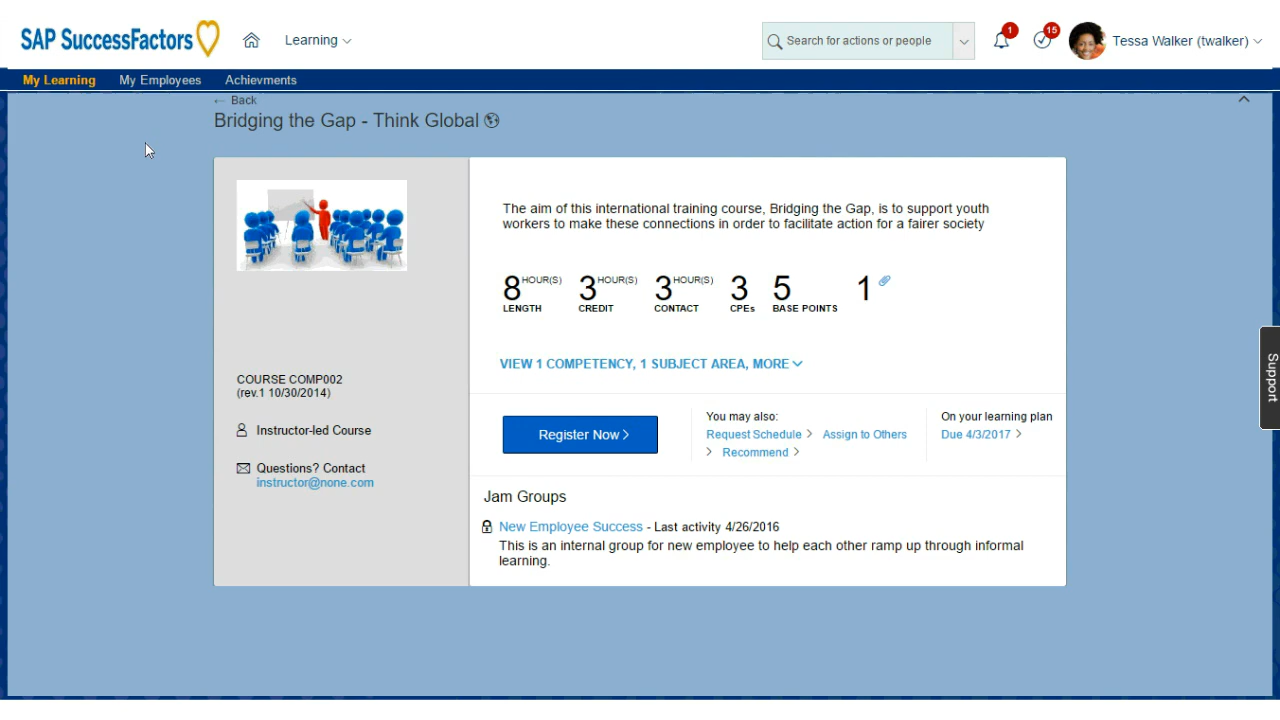 SAP SuccessFactors
Learning
Search for actions or people
1
15
Tessa Walker (twalker)
My Learning
My Employees
Achievments
← Back
Bridging the Gap - Think Global
The aim of this international training course, Bridging the Gap, is to support youth
workers to make these connections in order to facilitate action for a fairer society
8 HOUR(S) 3 HOUR(S) 3 HOUR(S) 3 5 1
LENGTH CREDIT CONTACT CPEs BASE POINTS
VIEW 1 COMPETENCY, 1 SUBJECT AREA, MORE
COURSE COMP002
(rev.1 10/30/2014)
Instructor-led Course
Questions? Contact
instructor@none.com
Register Now >
You may also:
Request Schedule > Assign to Others
> Recommend >
On your learning plan
Due 4/3/2017 >
Jam Groups
New Employee Success - Last activity 4/26/2016
This is an internal group for new employee to help each other ramp up through informal
learning.
Support